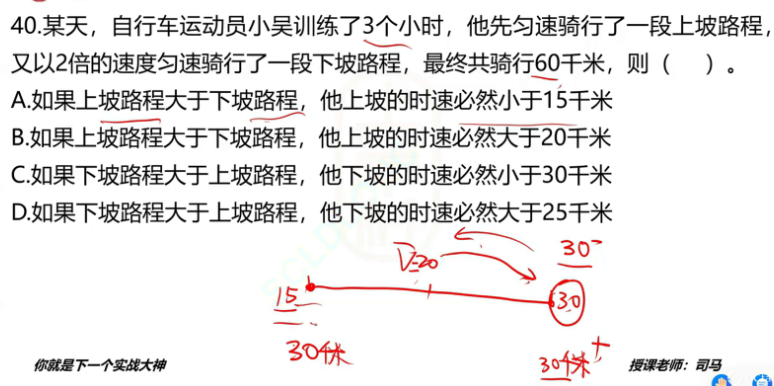 40.某天，自行车运动员小吴训练了3个小时，他先匀速骑行了一段上坡路程，
又以2倍的速度匀速骑行了一段下坡路程，最终共骑行60千米，则（ ）。
A.如果上坡路程大于下坡路程，他上坡的时速必然小于15千米
B.如果上坡路程大于下坡路程，他上坡的时速必然大于20千米
C.如果下坡路程大于上坡路程，他下坡的时速必然小于30千米
D.如果下坡路程大于上坡路程，他下坡的时速必然大于25千米
V=20 30-
15 30
30千米 30千米+
你就是下一个实战大神 授课老师：司马